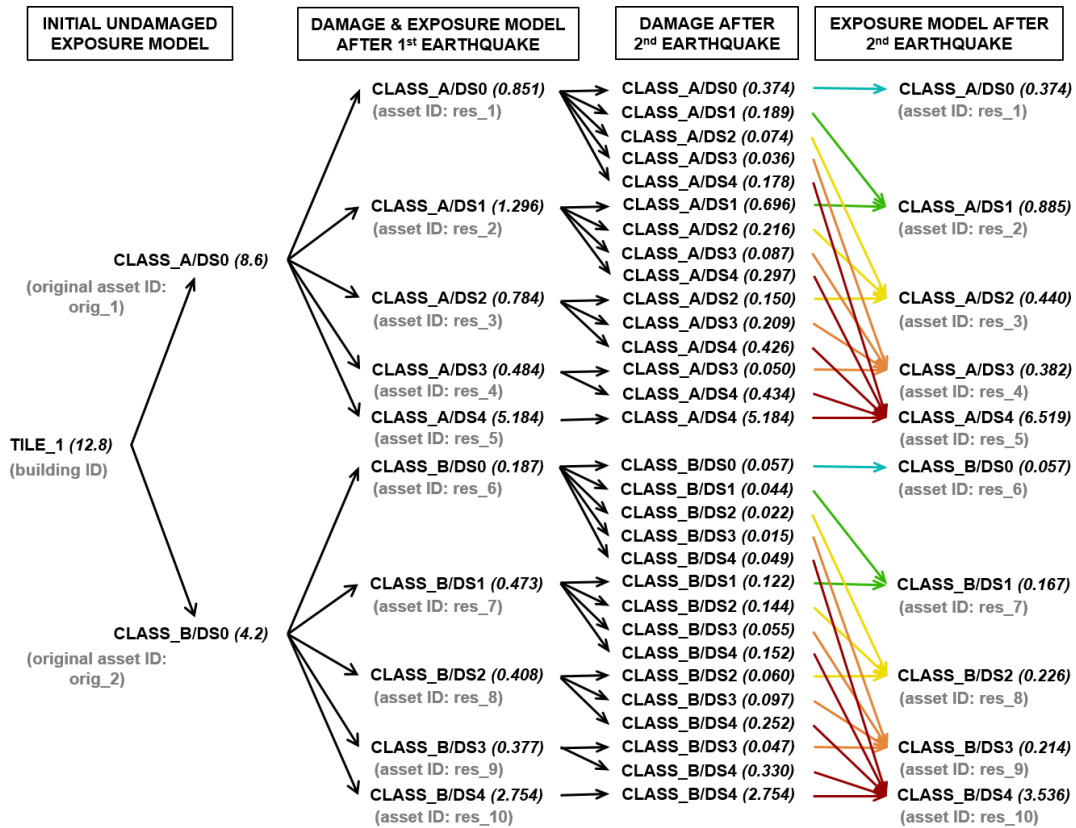 INITIAL UNDAMAGED
EXPOSURE MODEL
DAMAGE & EXPOSURE MODEL
AFTER 1st EARTHQUAKE
DAMAGE AFTER
2nd EARTHQUAKE
EXPOSURE MODEL AFTER
2nd EARTHQUAKE
TILE_1 (12.8)
(building ID)
CLASS_A/DS0 (8.6)
(original asset ID:
orig_1)
CLASS_B/DS0 (4.2)
(original asset ID:
orig_2)
CLASS_A/DS0 (0.851)
(asset ID: res_1)
CLASS_A/DS1 (1.296)
(asset ID: res_2)
CLASS_A/DS2 (0.784)
(asset ID: res_3)
CLASS_A/DS3 (0.484)
(asset ID: res_4)
CLASS_A/DS4 (5.184)
(asset ID: res_5)
CLASS_B/DS0 (0.187)
(asset ID: res_6)
CLASS_B/DS1 (0.473)
(asset ID: res_7)
CLASS_B/DS2 (0.408)
(asset ID: res_8)
CLASS_B/DS3 (0.377)
(asset ID: res_9)
CLASS_B/DS4 (2.754)
(asset ID: res_10)
CLASS_A/DS0 (0.374)
CLASS_A/DS1 (0.189)
CLASS_A/DS2 (0.074)
CLASS_A/DS3 (0.036)
CLASS_A/DS4 (0.178)
CLASS_A/DS1 (0.696)
CLASS_A/DS2 (0.216)
CLASS_A/DS3 (0.087)
CLASS_A/DS4 (0.297)
CLASS_A/DS2 (0.150)
CLASS_A/DS3 (0.209)
CLASS_A/DS4 (0.426)
CLASS_A/DS3 (0.050)
CLASS_A/DS4 (0.434)
CLASS_A/DS4 (5.184)
CLASS_B/DS0 (0.057)
CLASS_B/DS1 (0.044)
CLASS_B/DS2 (0.022)
CLASS_B/DS3 (0.015)
CLASS_B/DS4 (0.049)
CLASS_B/DS1 (0.122)
CLASS_B/DS2 (0.144)
CLASS_B/DS3 (0.055)
CLASS_B/DS4 (0.152)
CLASS_B/DS2 (0.060)
CLASS_B/DS3 (0.097)
CLASS_B/DS4 (0.252)
CLASS_B/DS3 (0.047)
CLASS_B/DS4 (0.330)
CLASS_B/DS4 (2.754)
CLASS_A/DS0 (0.374)
(asset ID: res_1)
CLASS_A/DS1 (0.885)
(asset ID: res_2)
CLASS_A/DS2 (0.440)
(asset ID: res_3)
CLASS_A/DS3 (0.382)
(asset ID: res_4)
CLASS_A/DS4 (6.519)
(asset ID: res_5)
CLASS_B/DS0 (0.057)
(asset ID: res_6)
CLASS_B/DS1 (0.167)
(asset ID: res_7)
CLASS_B/DS2 (0.226)
(asset ID: res_8)
CLASS_B/DS3 (0.214)
(asset ID: res_9)
CLASS_B/DS4 (3.536)
(asset ID: res_10)